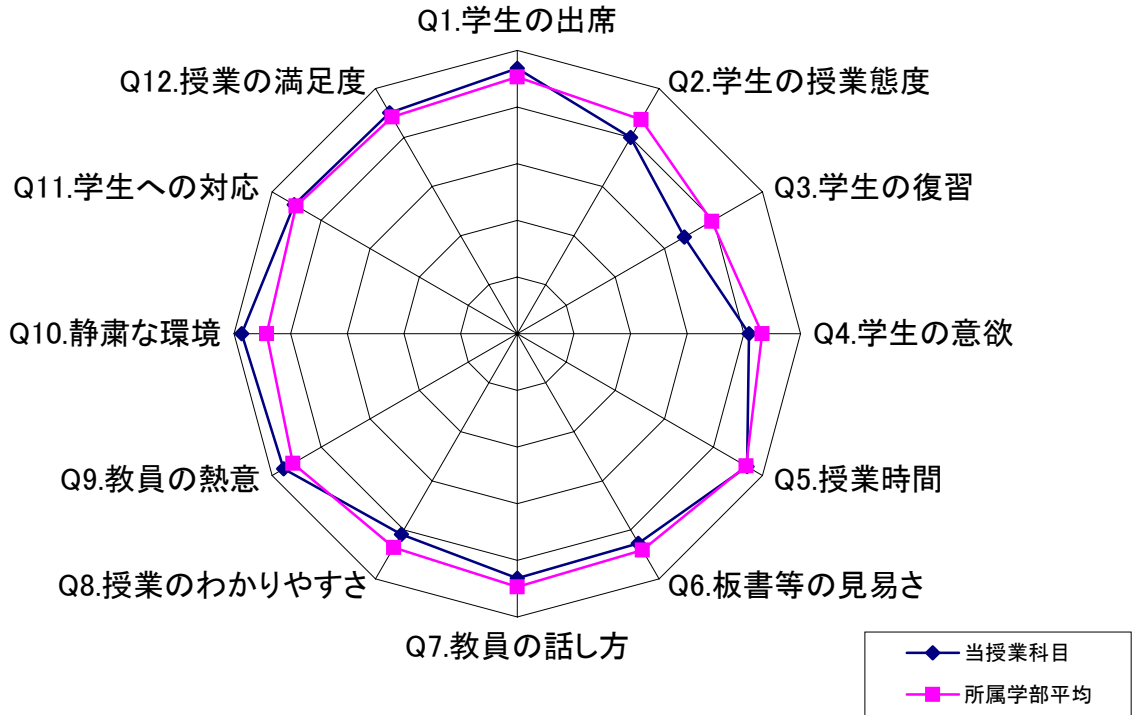 Q1.学生の出席
Q2.学生の授業態度
Q3.学生の復習
Q4.学生の意欲
Q5.授業時間
Q6.板書等の見易さ
Q7.教員の話し方
Q8.授業のわかりやすさ
Q9.教員の熱意
Q10.静粛な環境
Q11.学生への対応
Q12.授業の満足度
当授業科目
所属学部平均